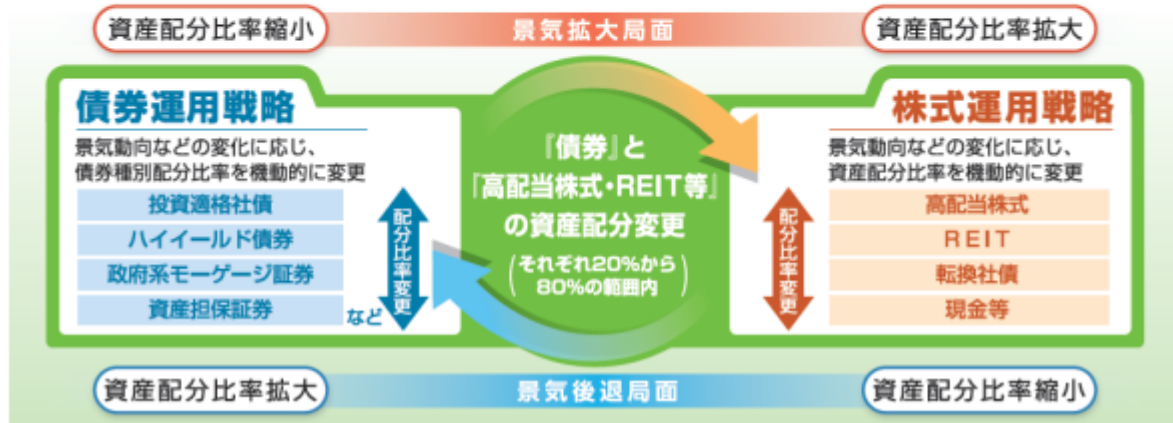 資産配分比率縮小
景気拡大局面
資産配分比率拡大
債券運用戦略
景気動向などの変化に応じ、
債券種別配分比率を機動的に変更
投資適格社債
ハイイールド債券
政府系モーゲージ証券
資産担保証券
など
配分比率変更
『債券』と
『高配当株式・REIT等』
の資産配分変更
(それぞれ20%から
80%の範囲内)
株式運用戦略
景気動向などの変化に応じ、
資産配分比率を機動的に変更
配分比率変更
高配当株式
REIT
転換社債
現金等
資産配分比率拡大
景気後退局面
資産配分比率縮小